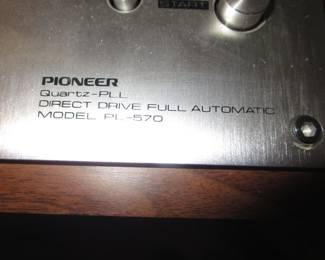 START
PIONEER
Quartz-PLL
DIRECT DRIVE FULL AUTOMATIC
MODEL PL-570